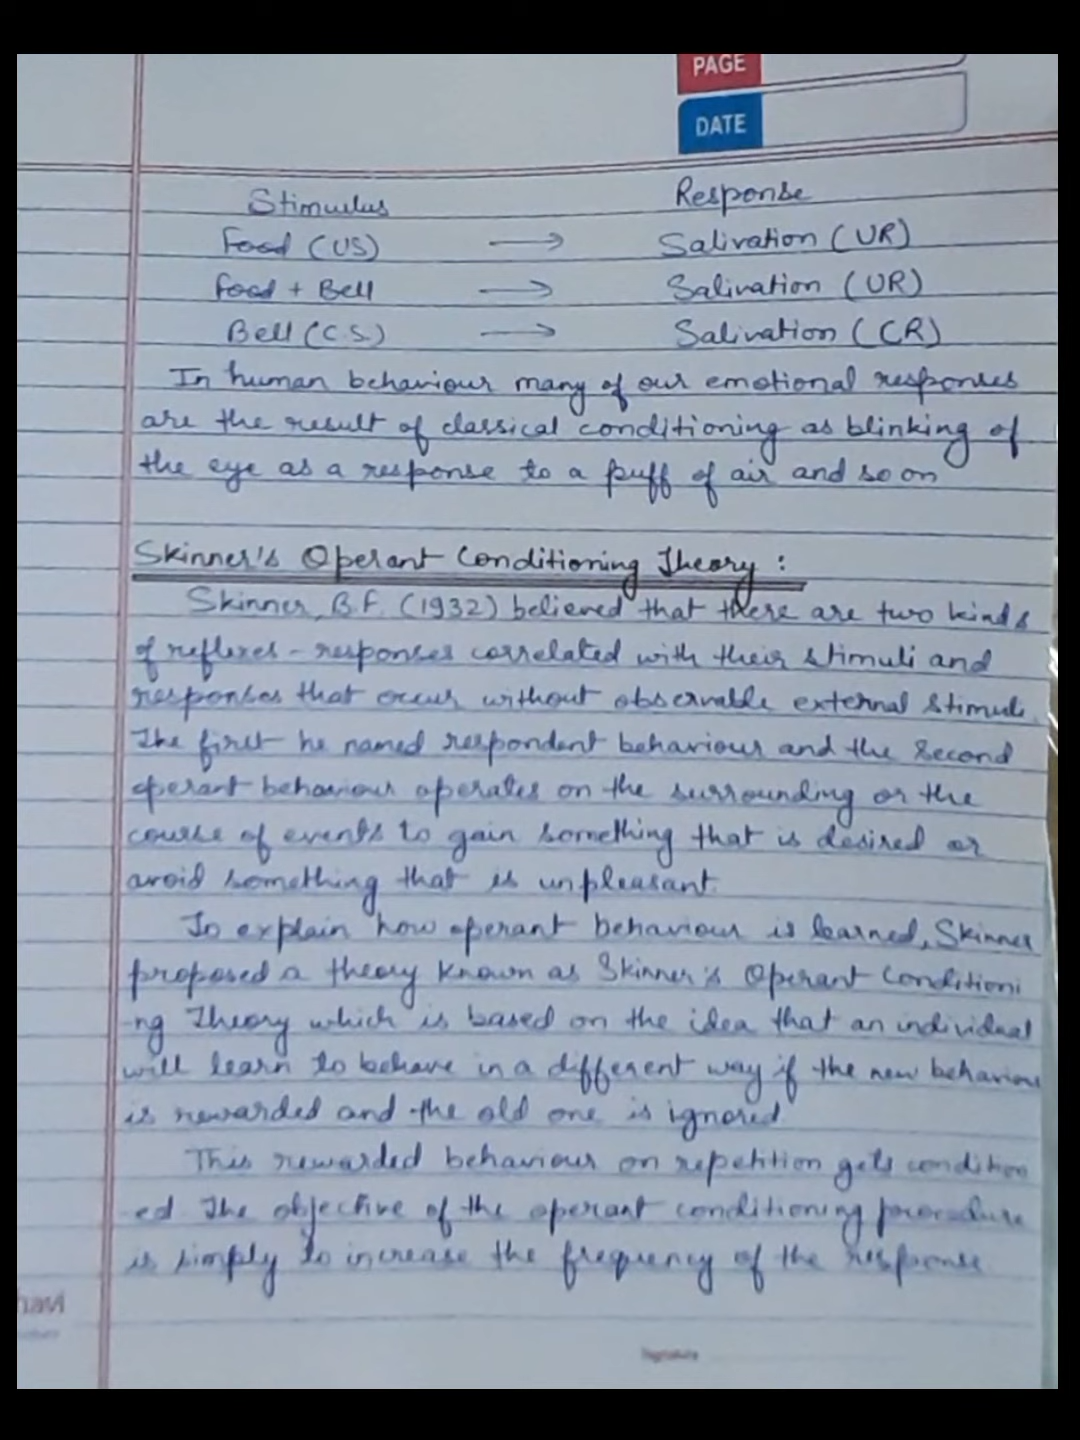 PAGE
DATE
Stimulus Response
Food (US) → Salivation (UR)
Food + Bell → Salivation (UR)
Bell (C.S.) → Salivation (CR)
In human behaviour many of our emotional responses
are the result of classical conditioning as blinking of
the eye as a response to a puff of air and so on
Skinner's Operant Conditioning Theory :
Skinner, B.F. (1932) believed that there are two kinds
of reflexes - responses correlated with their stimuli and
responses that occur without observable external stimuli.
The first he named respondent behaviour and the second
operant behaviour operates on the surrounding or the
course of events to gain something that is desired or
avoid something that is unpleasant.
To explain how operant behaviour is learned, Skinner
proposed a theory known as Skinner's Operant Conditioni
-ng Theory which is based on the idea that an individual
will learn to behave in a different way if the new behaviour
is rewarded and the old one is ignored
This rewarded behaviour on repetition gets condition
-ed. The objective of the operant conditioning procedure
is simply to increase the frequency of the response
Signature